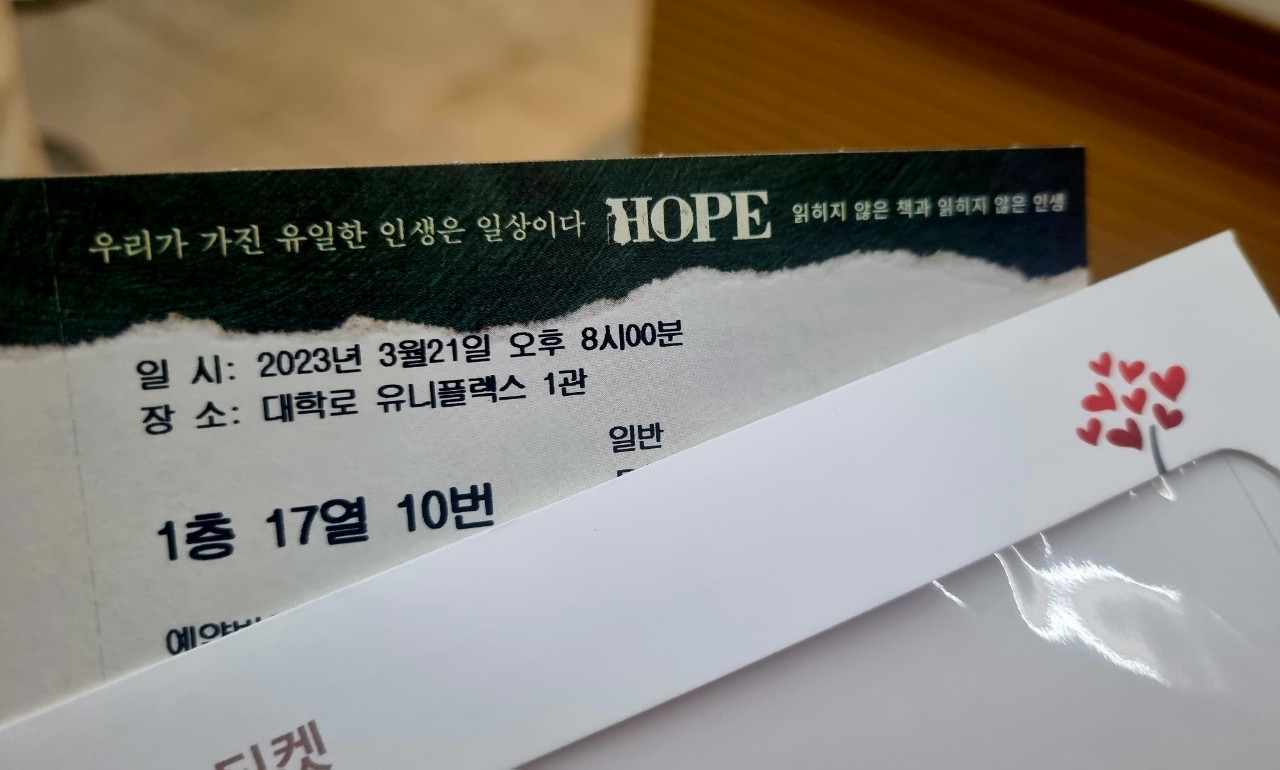 우리가 가진 유일한 인생은 일상이다 HOPE 읽히지 않은 책과 읽히지 않은 인생
일 시: 2023년 3월21일 오후 8시00분
장 소: 대학로 유니플렉스 1관
일반
1층 17열 10번
티켓